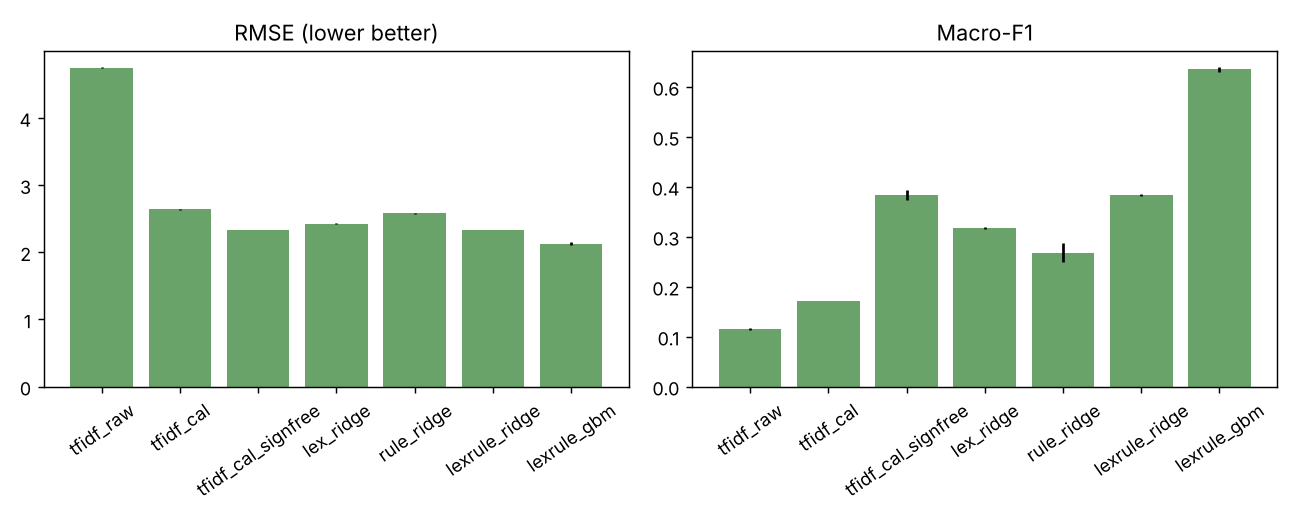 RMSE (lower better)
4
3
2
1
0
tfidf_raw
tfidf_cal
tfidf_cal_signfree
lex_ridge
rule_ridge
lexrule_ridge
lexrule_gbm
Macro-F1
0.6
0.5
0.4
0.3
0.2
0.1
0.0
tfidf_raw
tfidf_cal
tfidf_cal_signfree
lex_ridge
rule_ridge
lexrule_ridge
lexrule_gbm